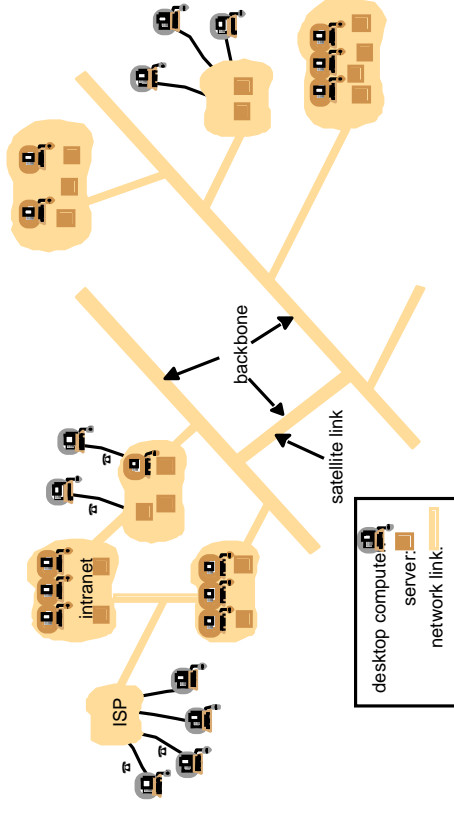 intranet
ISP
backbone
satellite link
desktop computer:
server:
network link: